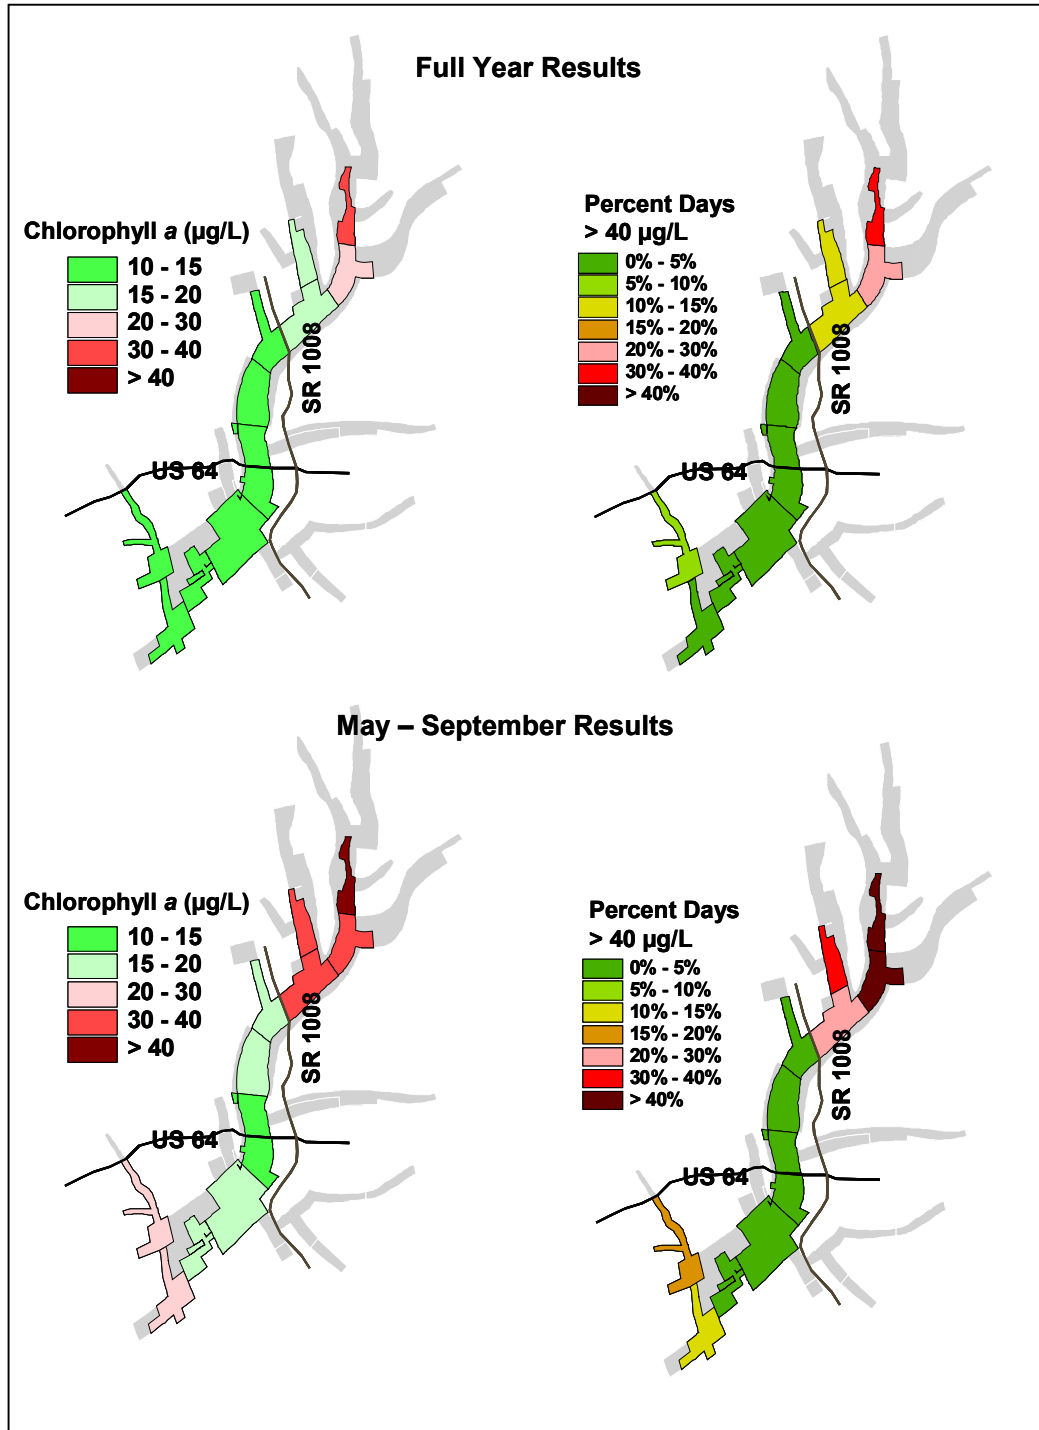 Full Year Results
Chlorophyll a (µg/L)
10 - 15
15 - 20
20 - 30
30 - 40
> 40
SR 1008
US 64
Percent Days
> 40 µg/L
0% - 5%
5% - 10%
10% - 15%
15% - 20%
20% - 30%
30% - 40%
> 40%
SR 1008
US 64
May – September Results
Chlorophyll a (µg/L)
10 - 15
15 - 20
20 - 30
30 - 40
> 40
SR 1008
US 64
Percent Days
> 40 µg/L
0% - 5%
5% - 10%
10% - 15%
15% - 20%
20% - 30%
30% - 40%
> 40%
SR 1008
US 64